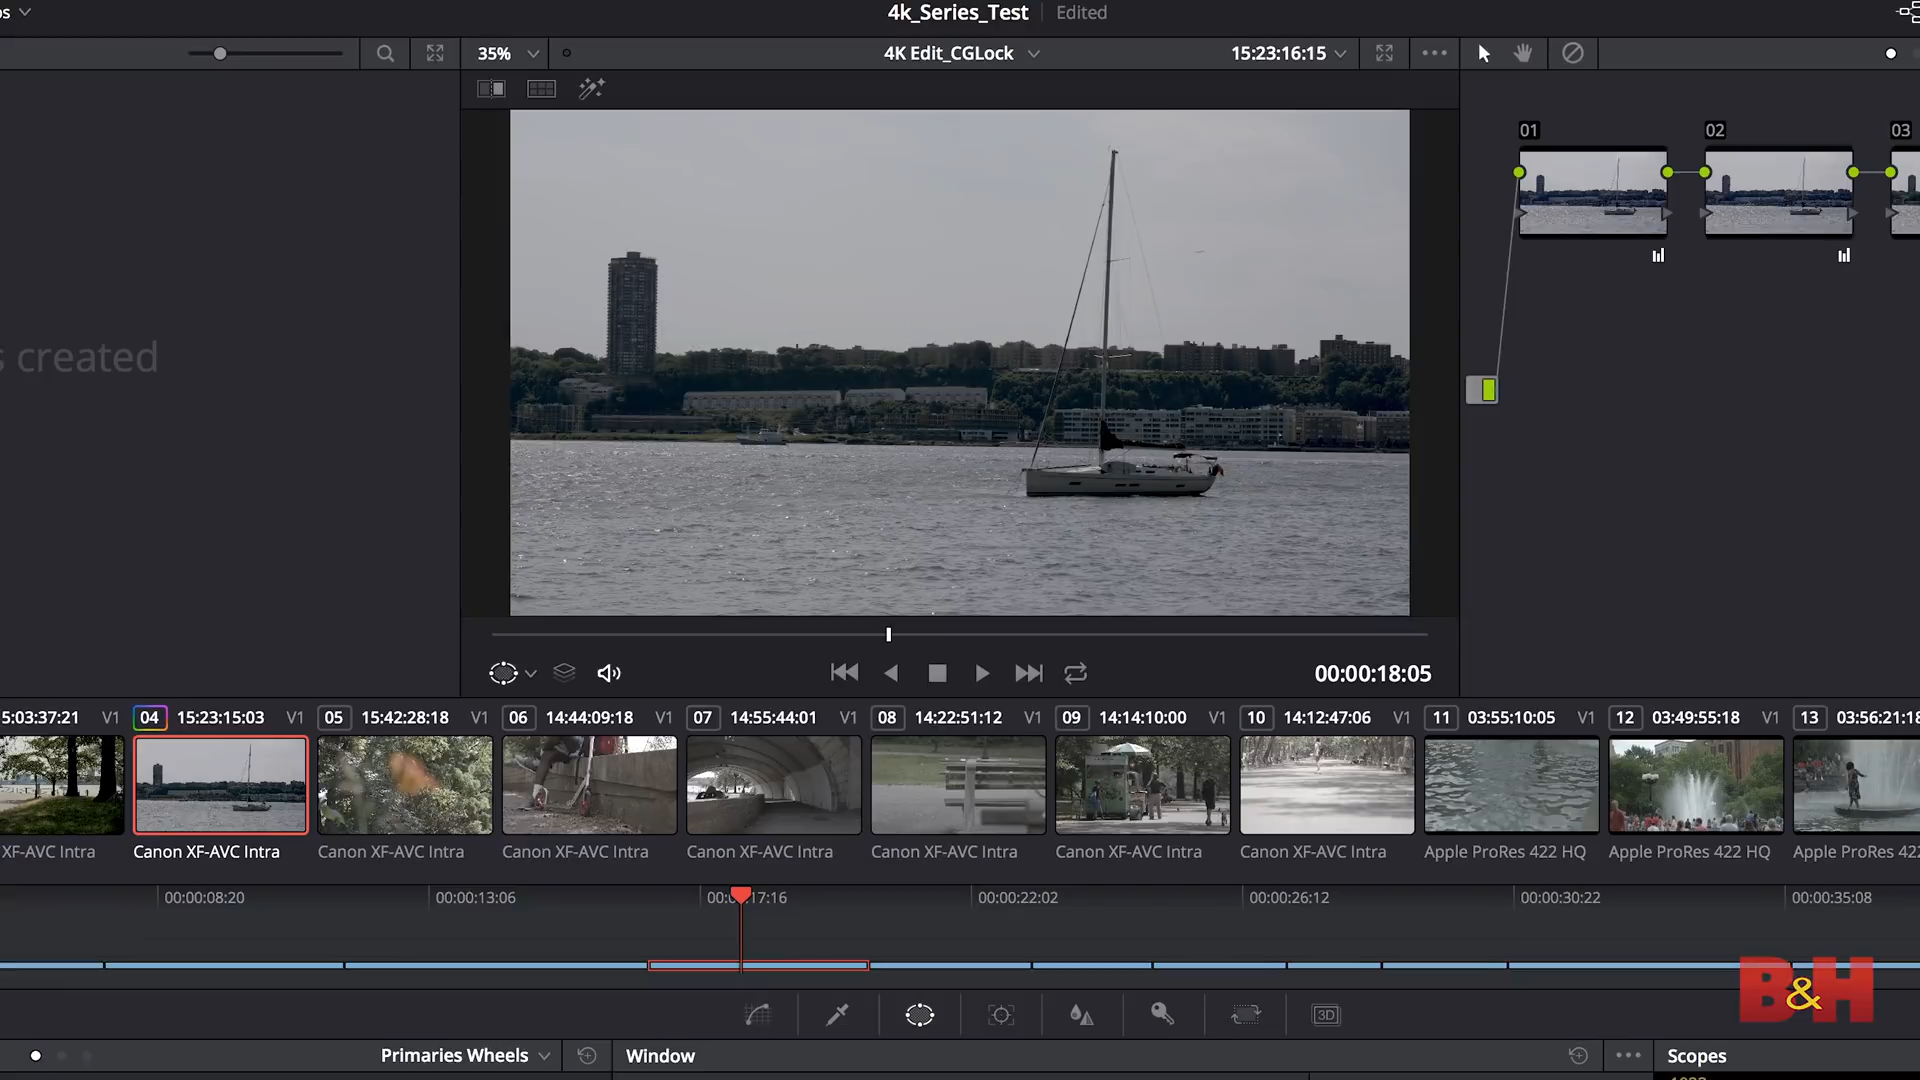 4k_Series_Test Edited
35% 4K Edit_CGLock 15:23:16:15
01 02 03
s created
00:00:18:05
5:03:37:21 V1 04 15:23:15:03 V1 05 15:42:28:18 V1 06 14:44:09:18 V1 07 14:55:44:01 V1 08 14:22:51:12 V1 09 14:14:10:00 V1 10 14:12:47:06 V1 11 03:55:10:05 V1 12 03:49:55:18 V1 13 03:56:21:18
XF-AVC Intra Canon XF-AVC Intra Canon XF-AVC Intra Canon XF-AVC Intra Canon XF-AVC Intra Canon XF-AVC Intra Canon XF-AVC Intra Canon XF-AVC Intra Apple ProRes 422 HQ Apple ProRes 422 HQ Apple ProRes 422
00:00:08:20 00:00:13:06 00:00:17:16 00:00:22:02 00:00:26:12 00:00:30:22 00:00:35:08
B&H
3D
Primaries Wheels Window Scopes